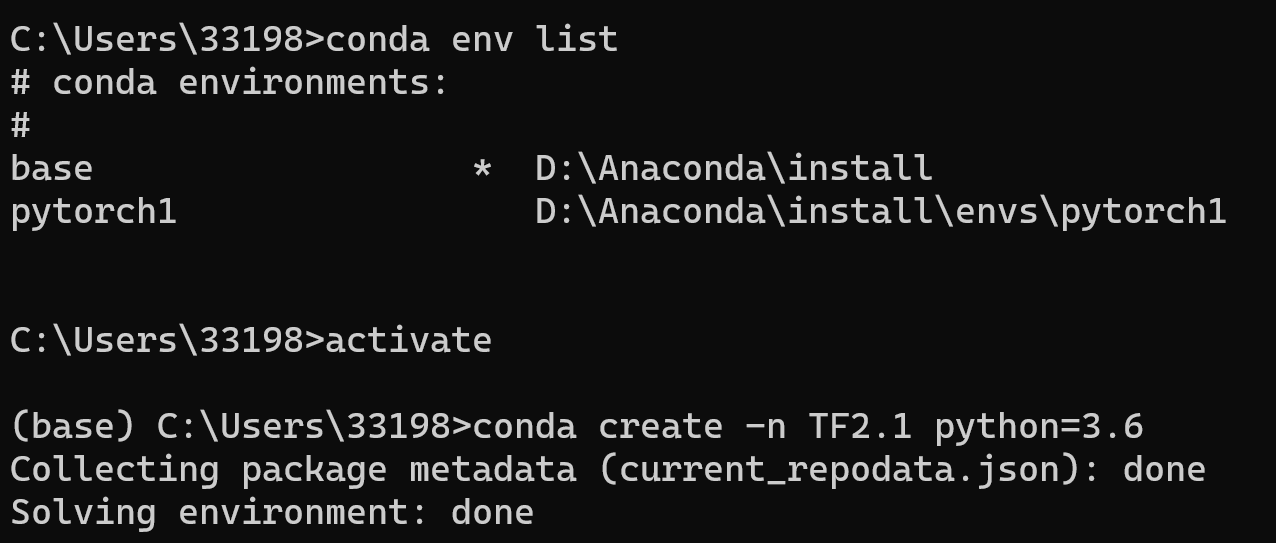 C:\Users\33198>conda env list
# conda environments:
#
base                  *  D:\Anaconda\install
pytorch1                 D:\Anaconda\install\envs\pytorch1
C:\Users\33198>activate
(base) C:\Users\33198>conda create -n TF2.1 python=3.6
Collecting package metadata (current_repodata.json): done
Solving environment: done